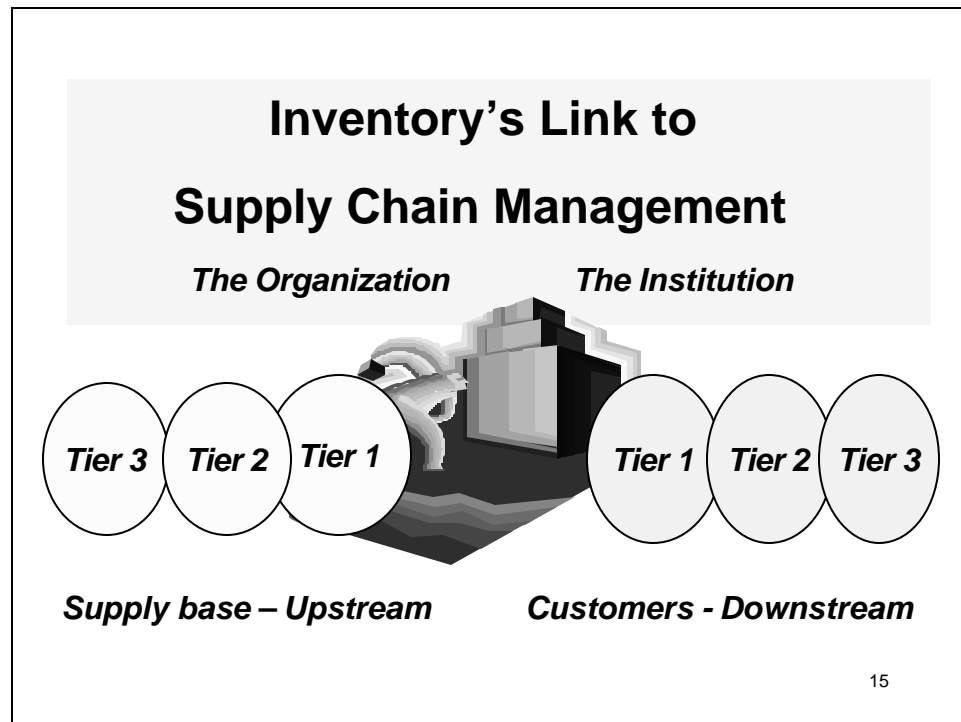 Inventory’s Link to
Supply Chain Management
The Organization The Institution
Tier 3 Tier 2 Tier 1 Tier 1 Tier 2 Tier 3
Supply base – Upstream Customers - Downstream
15